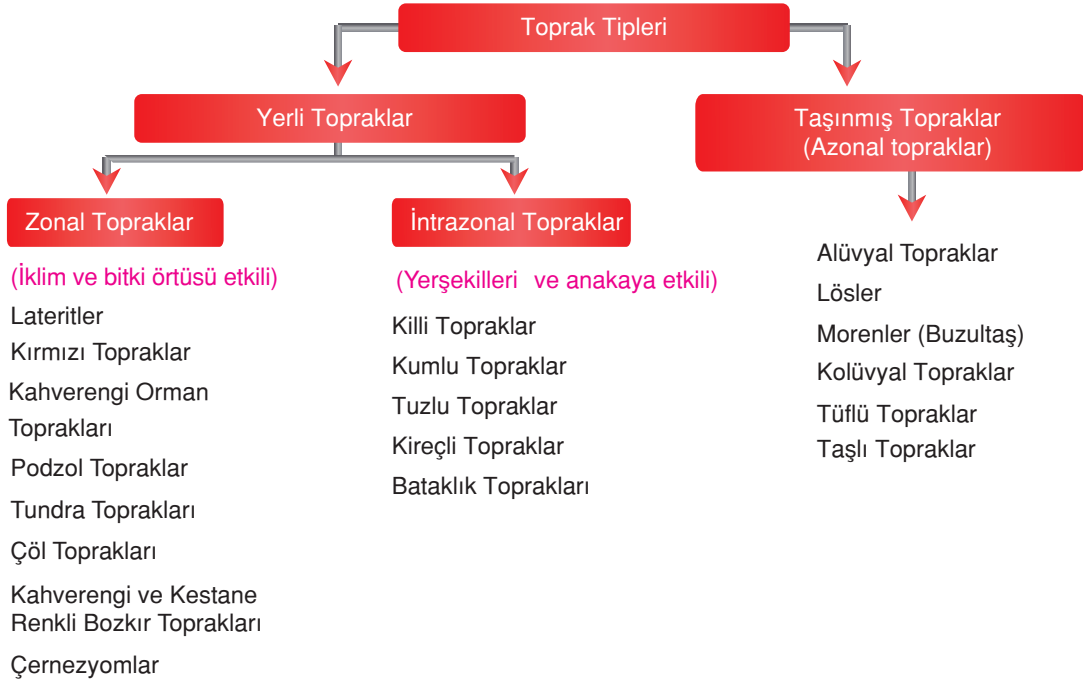 Toprak Tipleri
Yerli Topraklar
Taşınmış Topraklar
(Azonal topraklar)
Zonal Topraklar
(İklim ve bitki örtüsü etkili)
Lateritler
Kırmızı Topraklar
Kahverengi Orman
Toprakları
Podzol Topraklar
Tundra Toprakları
Çöl Toprakları
Kahverengi ve Kestane
Renkli Bozkır Toprakları
Çernezyomlar
İntrazonal Topraklar
(Yerşekilleri ve anakaya etkili)
Killi Topraklar
Kumlu Topraklar
Tuzlu Topraklar
Kireçli Topraklar
Bataklık Toprakları
Alüvyal Topraklar
Lösler
Morenler (Buzultaş)
Kolüvyal Topraklar
Tüflü Topraklar
Taşlı Topraklar